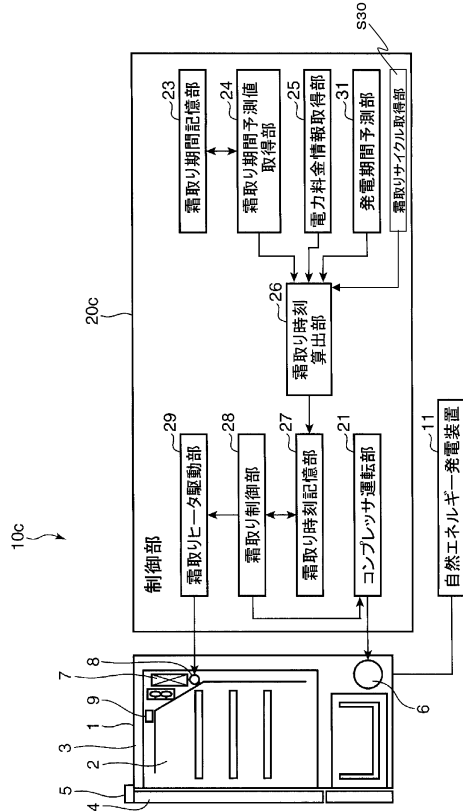 10c
20c
制御部
霜取りヒータ駆動部
29
霜取り制御部
28
霜取り時刻記憶部
27
コンプレッサ運転部
21
霜取り時刻
算出部
26
霜取り期間記憶部
23
霜取り期間予測値
取得部
24
電力料金情報取得部
25
発電期間予測部
31
霜取りサイクル取得部
S30
自然エネルギー発電装置
11
5
4
3
2
1
9
7
8
6